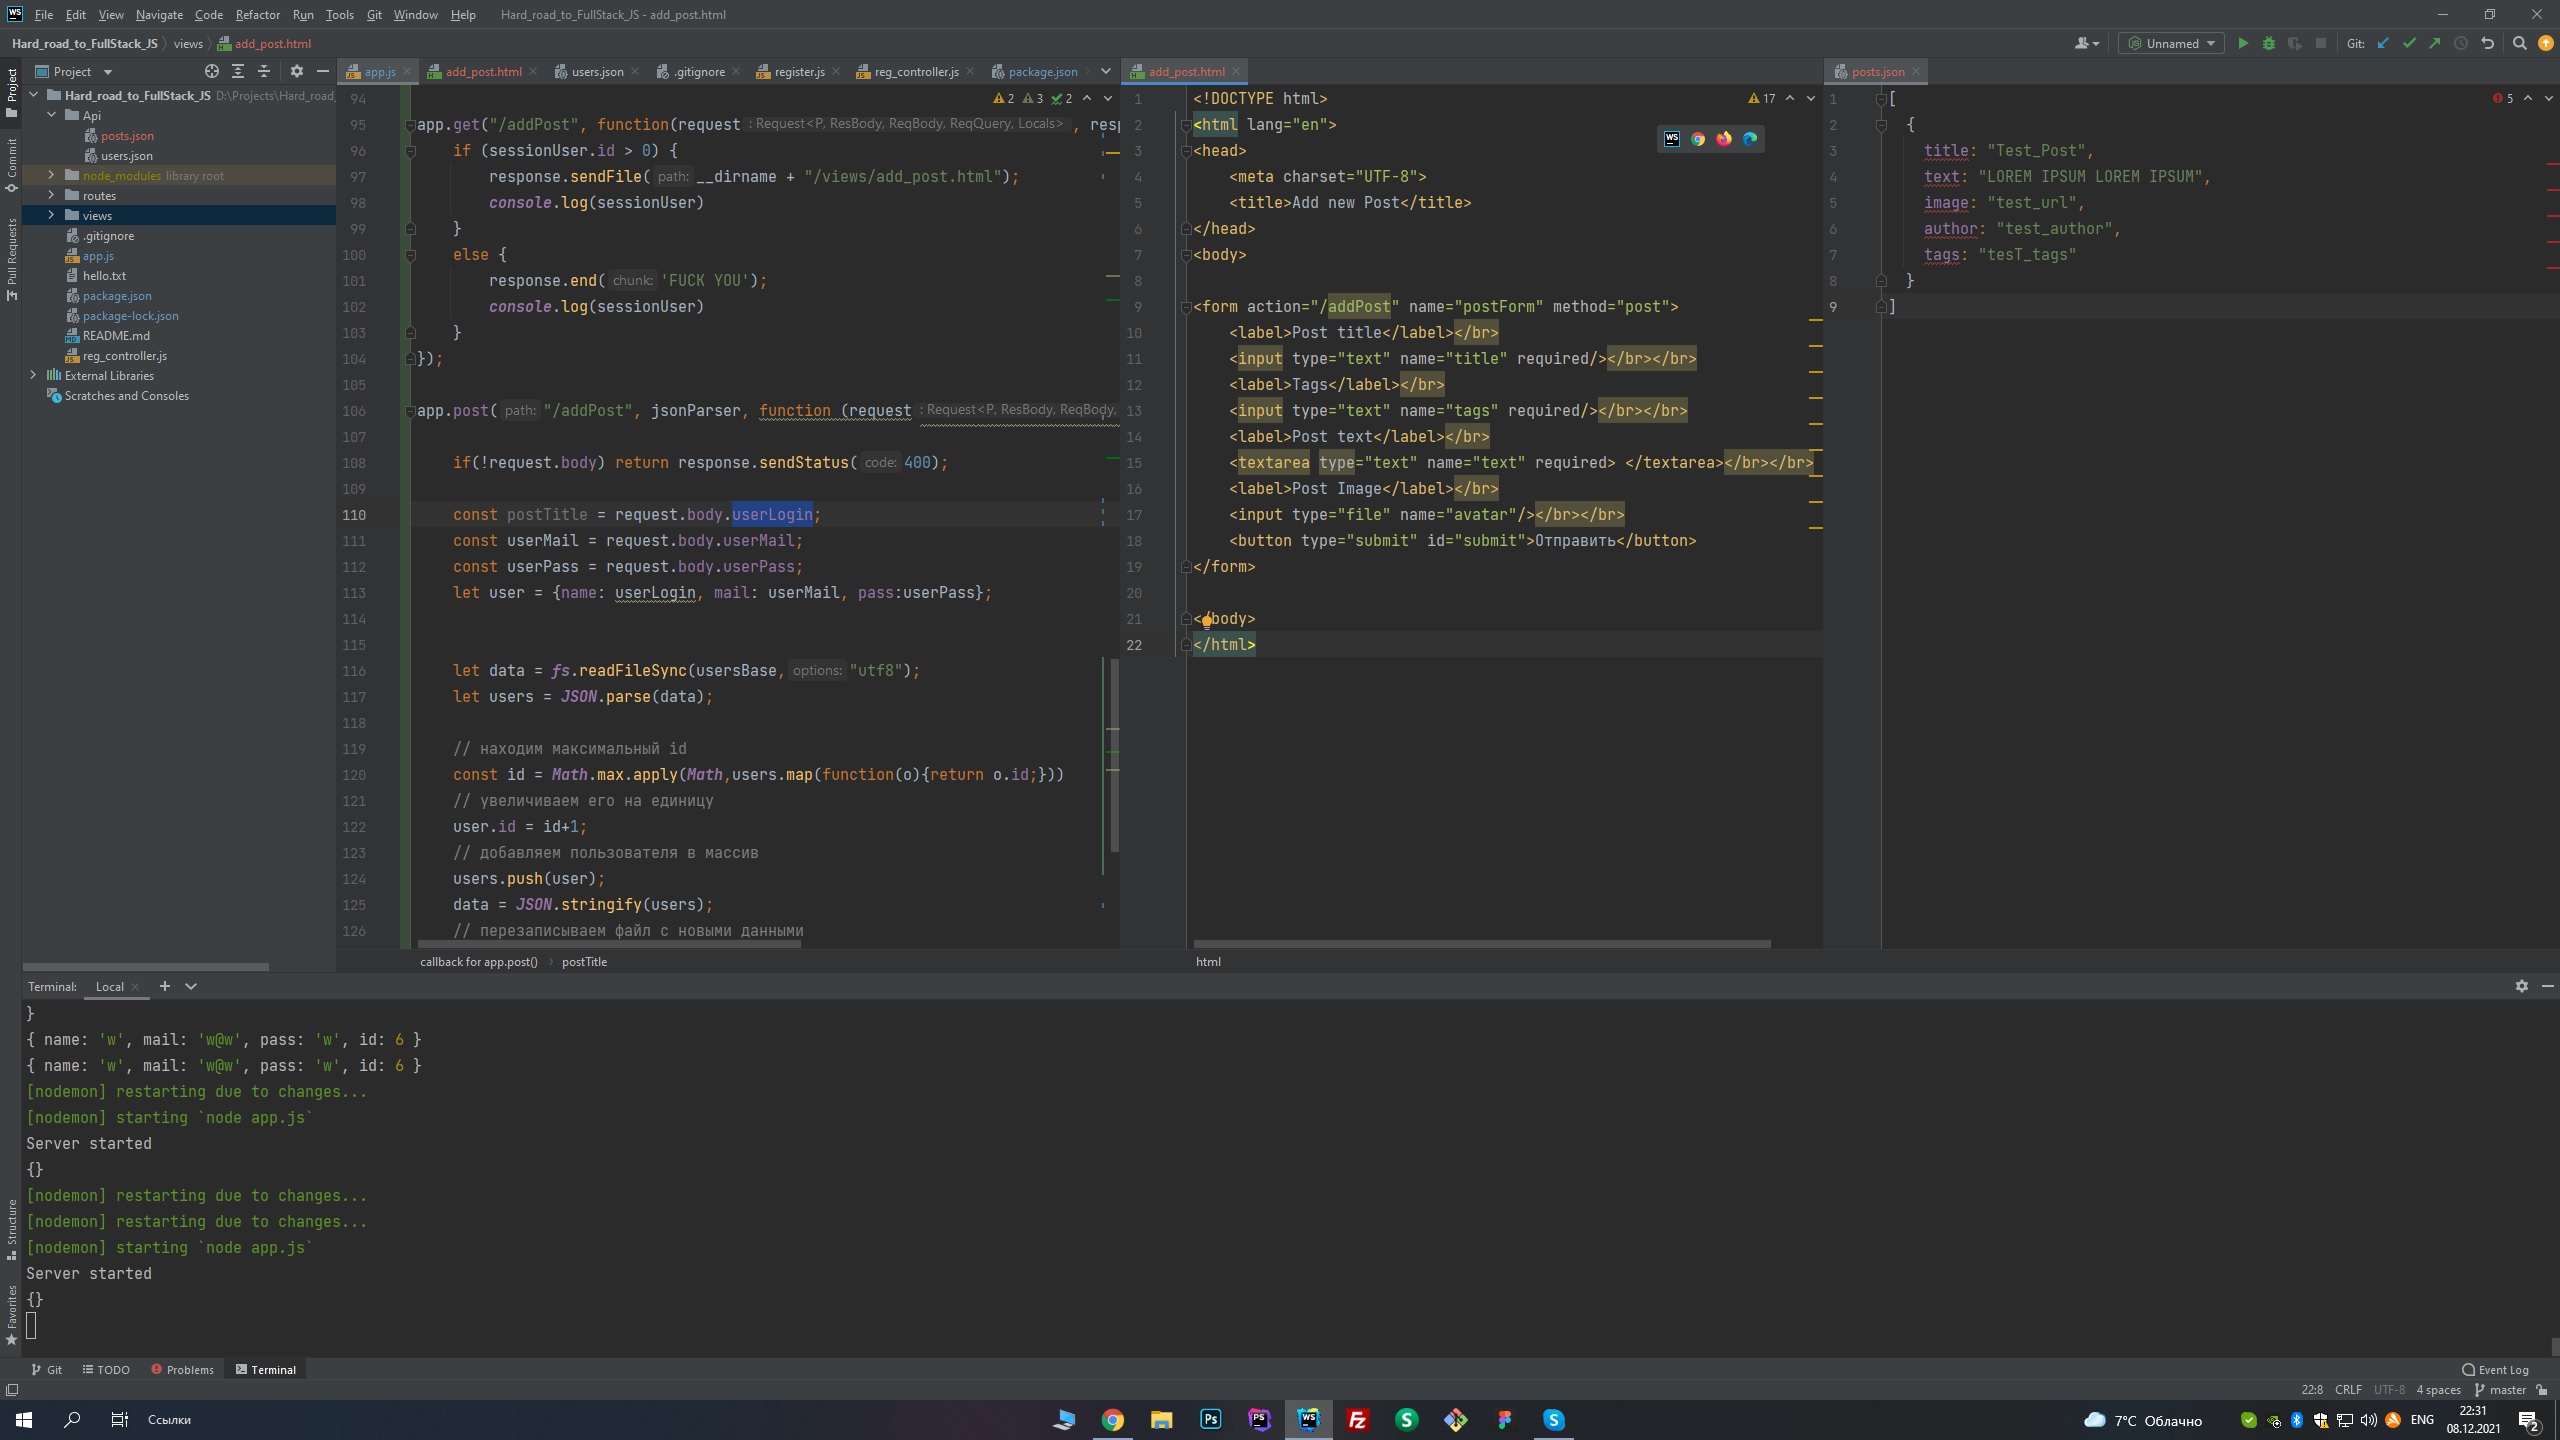 File Edit View Navigate Code Refactor Run Tools Git Window Help Hard_road_to_FullStack_JS - add_post.html
Hard_road_to_FullStack_JS views add_post.html
Unnamed Git:
Project
app.js add_post.html users.json .gitignore register.js reg_controller.js package.json
add_post.html
posts.json
Hard_road_to_FullStack_JS D:\Projects\Hard_road_
Api
posts.json
users.json
node_modules library root
routes
views
.gitignore
app.js
hello.txt
package.json
package-lock.json
README.md
reg_controller.js
External Libraries
Scratches and Consoles
Project
Commit
Pull Requests
Structure
Favorites
2 3 2
94
95 app.get("/addPost", function(request : Request<P, ResBody, ReqBody, ReqQuery, Locals> , resp
96 if (sessionUser.id > 0) {
97 response.sendFile( path: __dirname + "/views/add_post.html");
98 console.log(sessionUser)
99 }
100 else {
101 response.end( chunk: 'FUCK YOU');
102 console.log(sessionUser)
103 }
104 });
105
106 app.post( path: "/addPost", jsonParser, function (request : Request<P, ResBody, ReqBody,
107
108 if(!request.body) return response.sendStatus( code: 400);
109
110 const postTitle = request.body.userLogin;
111 const userMail = request.body.userMail;
112 const userPass = request.body.userPass;
113 let user = {name: userLogin, mail: userMail, pass:userPass};
114
115
116 let data = fs.readFileSync(usersBase, options: "utf8");
117 let users = JSON.parse(data);
118
119 // находим максимальный id
120 const id = Math.max.apply(Math,users.map(function(o){return o.id;}))
121 // увеличиваем его на единицу
122 user.id = id+1;
123 // добавляем пользователя в массив
124 users.push(user);
125 data = JSON.stringify(users);
126 // перезаписываем файл с новыми данными
callback for app.post() postTitle
17
1 <!DOCTYPE html>
2 <html lang="en">
3 <head>
4 <meta charset="UTF-8">
5 <title>Add new Post</title>
6 </head>
7 <body>
8
9 <form action="/addPost" name="postForm" method="post">
10 <label>Post title</label></br>
11 <input type="text" name="title" required/></br></br>
12 <label>Tags</label></br>
13 <input type="text" name="tags" required/></br></br>
14 <label>Post text</label></br>
15 <textarea type="text" name="text" required> </textarea></br></br>
16 <label>Post Image</label></br>
17 <input type="file" name="avatar"/></br></br>
18 <button type="submit" id="submit">Отправить</button>
19 </form>
20
21 </body>
22 </html>
html
5
1 [
2 {
3 title: "Test_Post",
4 text: "LOREM IPSUM LOREM IPSUM",
5 image: "test_url",
6 author: "test_author",
7 tags: "tesT_tags"
8 }
9 ]
Terminal: Local
}
{ name: 'w', mail: 'w@w', pass: 'w', id: 6 }
{ name: 'w', mail: 'w@w', pass: 'w', id: 6 }
[nodemon] restarting due to changes...
[nodemon] starting `node app.js`
Server started
{}
[nodemon] restarting due to changes...
[nodemon] restarting due to changes...
[nodemon] starting `node app.js`
Server started
{}
Git TODO Problems Terminal Event Log
22:8 CRLF UTF-8 4 spaces master
Ссылки
7°C Облачно ENG 22:31
08.12.2021 2